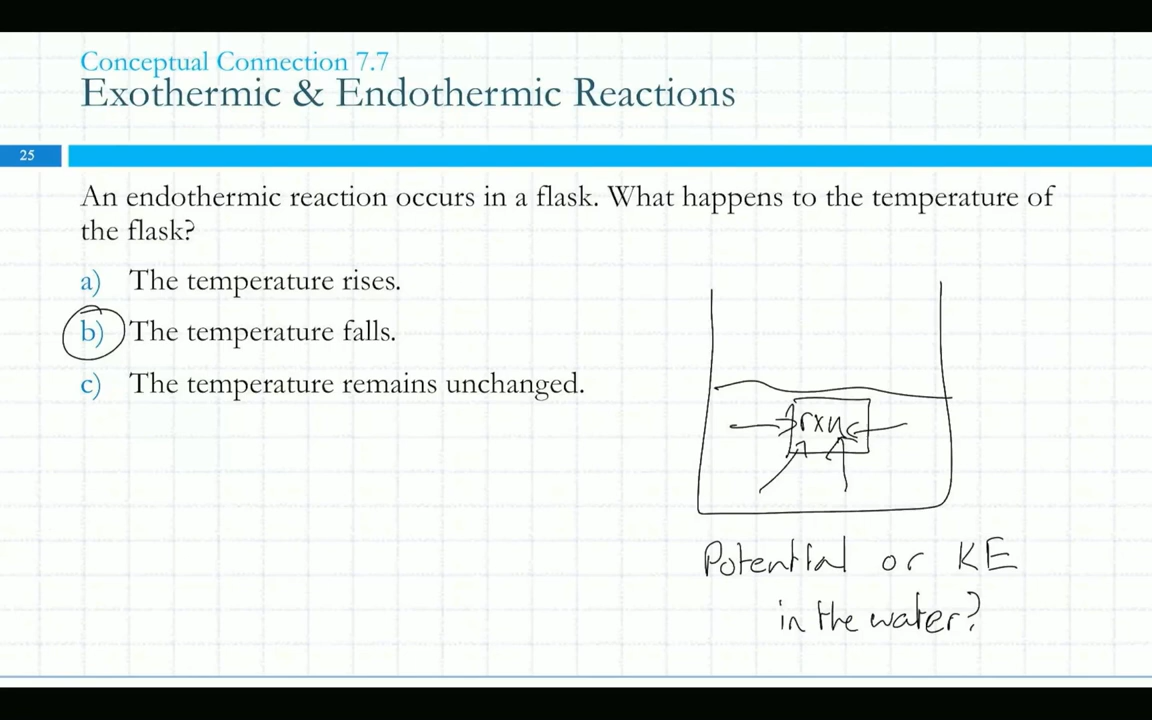 Conceptual Connection 7.7
Exothermic & Endothermic Reactions
25
An endothermic reaction occurs in a flask. What happens to the temperature of
the flask?
a) The temperature rises.
b) The temperature falls.
c) The temperature remains unchanged.
rxn
Potential or KE
in the water?